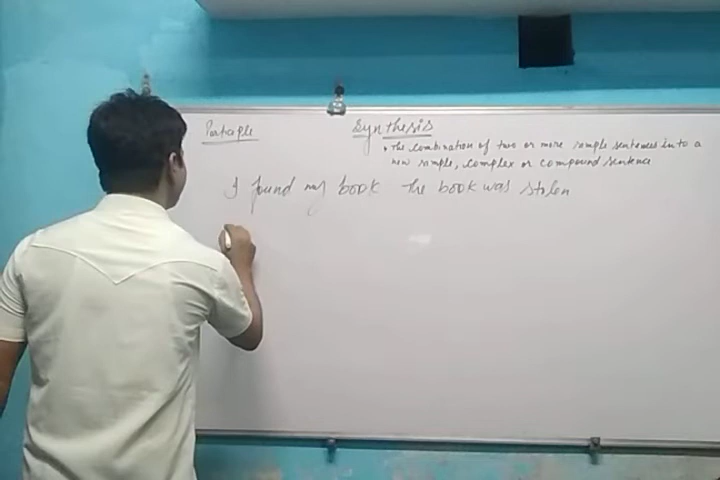 Participle
Synthesis
• The combination of two or more simple sentences into a
new simple, complex or compound sentence
I found my book The book was stolen